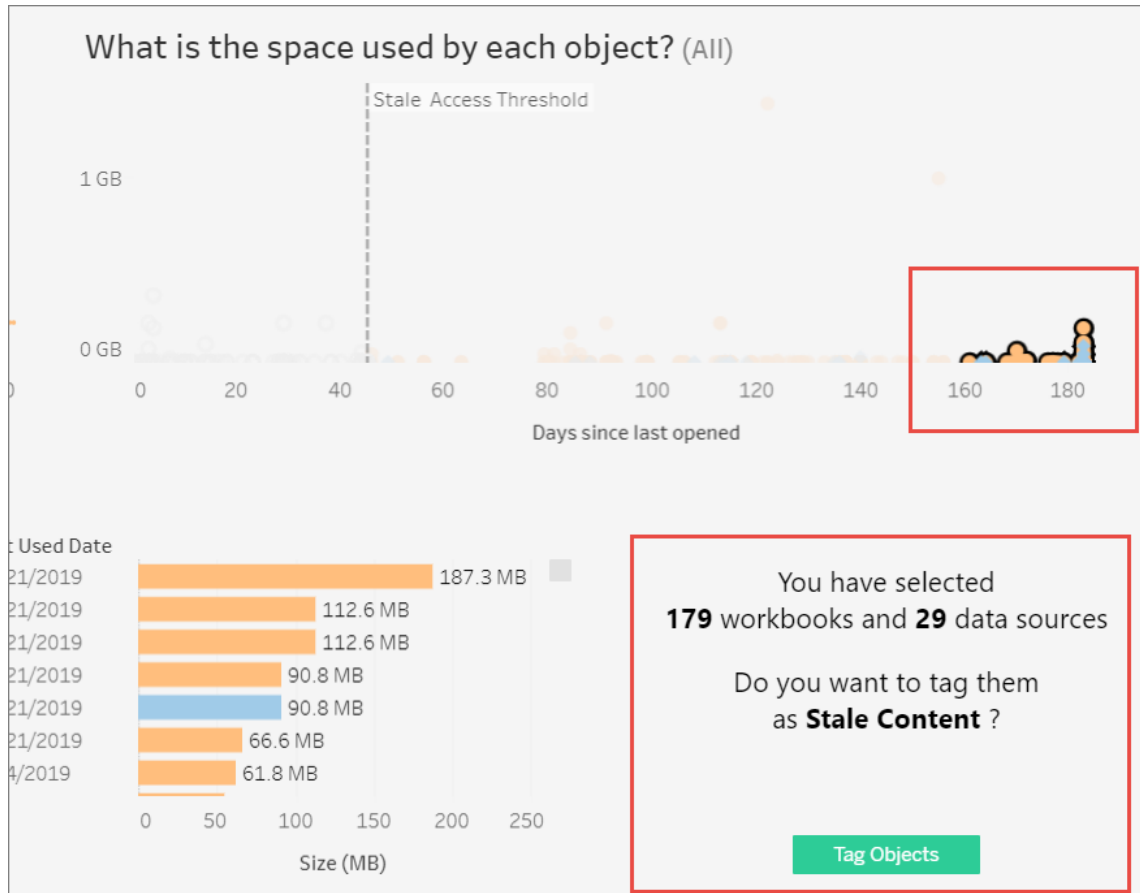 What is the space used by each object? (All)
Stale Access Threshold
1 GB
0 GB
0
0 20 40 60 80 100 120 140 160 180
Days since last opened
t Used Date
21/2019 187.3 MB
21/2019 112.6 MB
21/2019 112.6 MB
21/2019 90.8 MB
21/2019 90.8 MB
21/2019 66.6 MB
4/2019 61.8 MB
0 50 100 150 200 250
Size (MB)
You have selected
179 workbooks and 29 data sources
Do you want to tag them
as Stale Content ?
Tag Objects